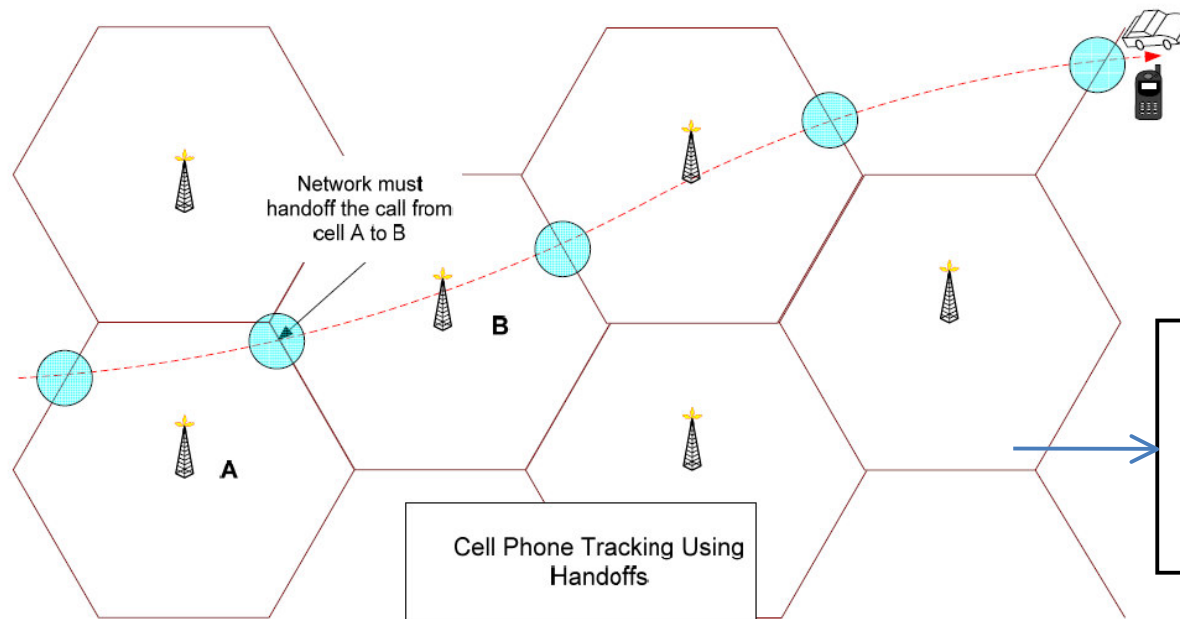 Network must
handoff the call from
cell A to B
B
A
Cell Phone Tracking Using
Handoffs